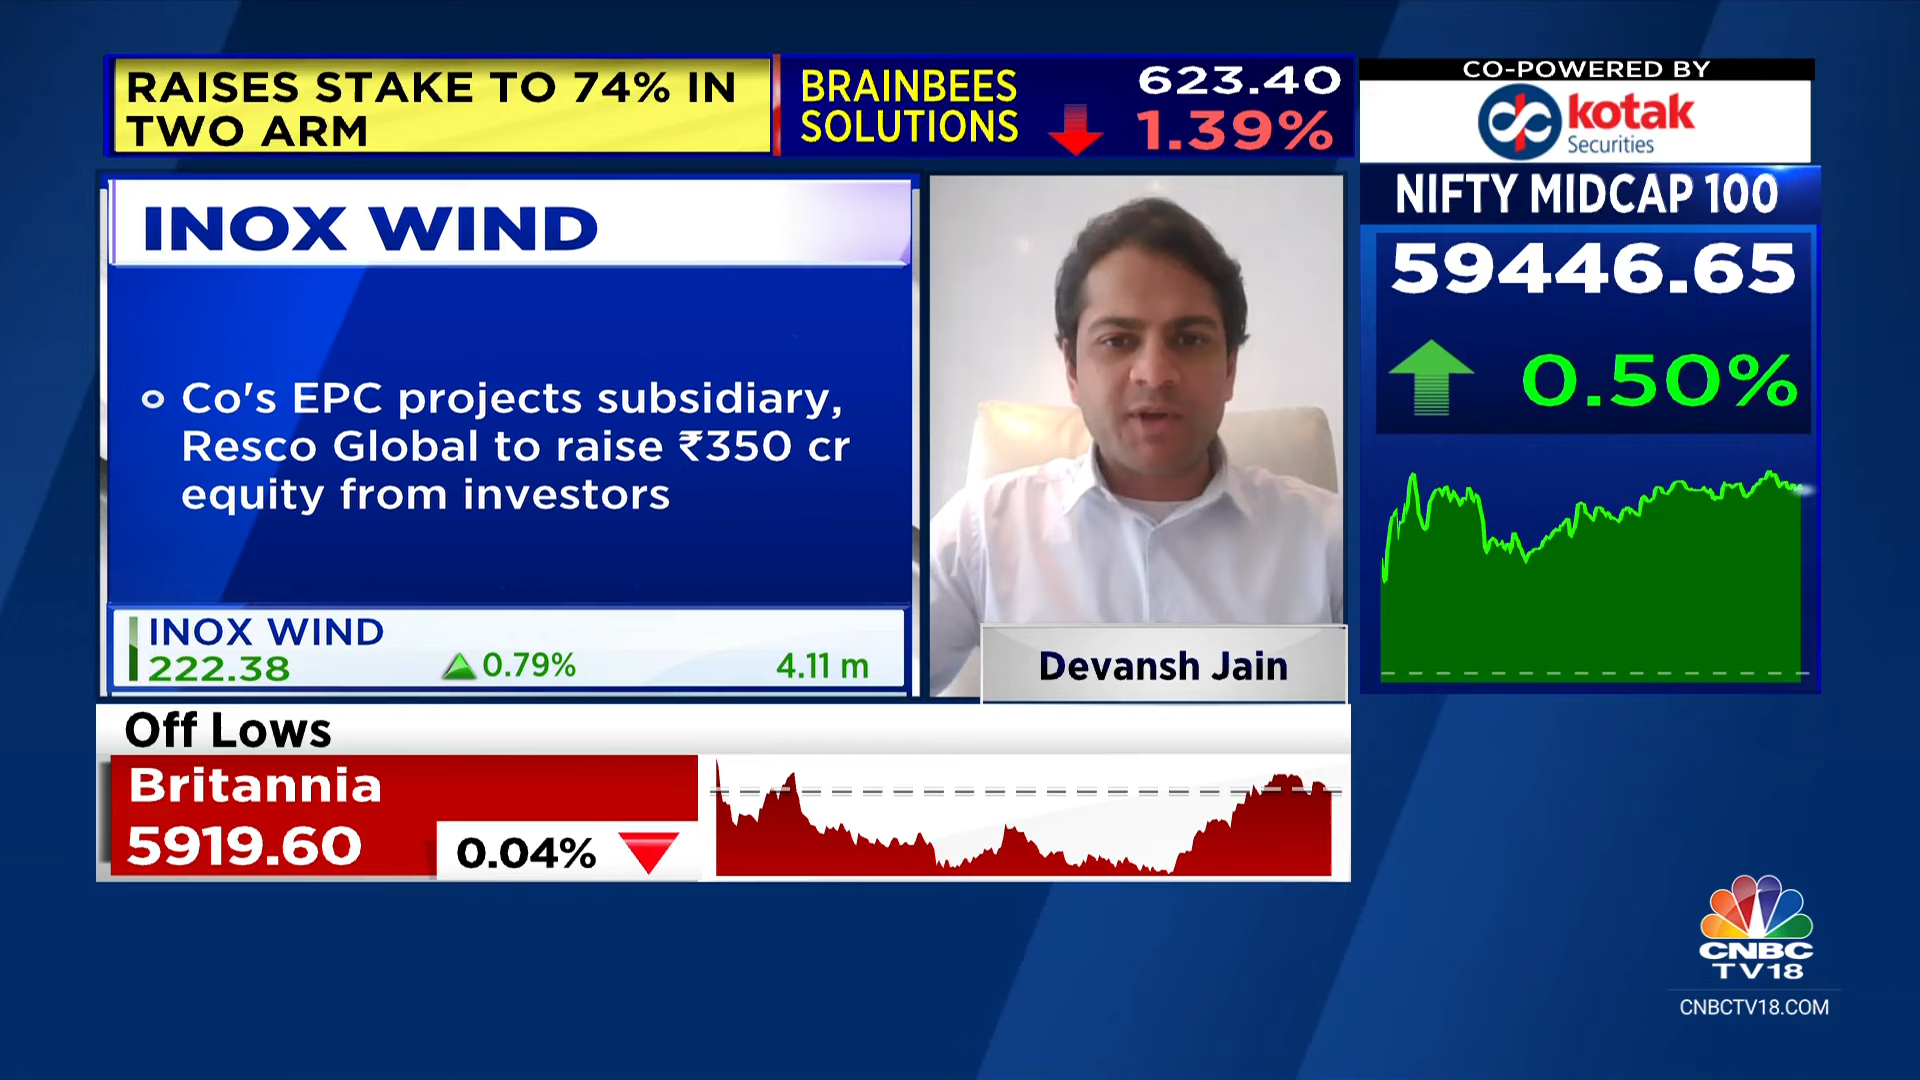 RAISES STAKE TO 74% IN
TWO ARM
BRAINBEES
SOLUTIONS
623.40
1.39%
CO-POWERED BY
kotak
Securities
NIFTY MIDCAP 100
59446.65
0.50%
INOX WIND
Co's EPC projects subsidiary,
Resco Global to raise ₹350 cr
equity from investors
INOX WIND
222.38
0.79%
4.11 m
Devansh Jain
Off Lows
Britannia
5919.60
0.04%
CNBC
TV18
CNBCTV18.COM